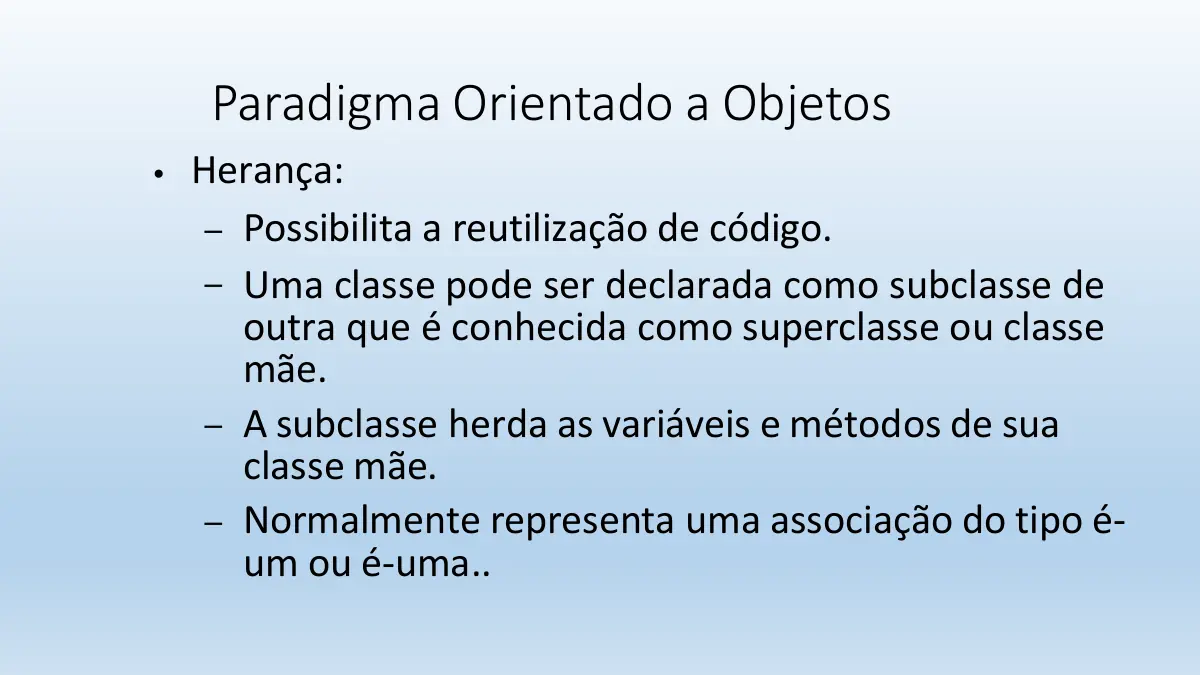 Paradigma Orientado a Objetos
• Herança:
– Possibilita a reutilização de código.
– Uma classe pode ser declarada como subclasse de
outra que é conhecida como superclasse ou classe
mãe.
– A subclasse herda as variáveis e métodos de sua
classe mãe.
– Normalmente representa uma associação do tipo é-
um ou é-uma..